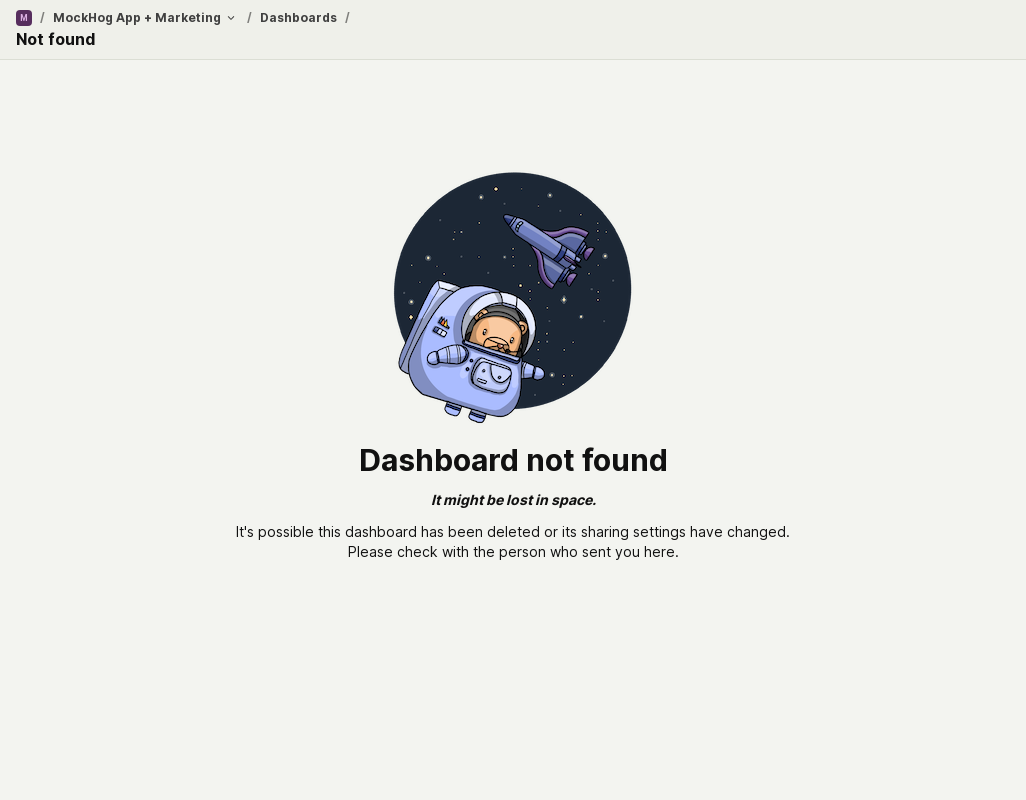 M / MockHog App + Marketing / Dashboards /
Not found
Dashboard not found
It might be lost in space.
It's possible this dashboard has been deleted or its sharing settings have changed.
Please check with the person who sent you here.